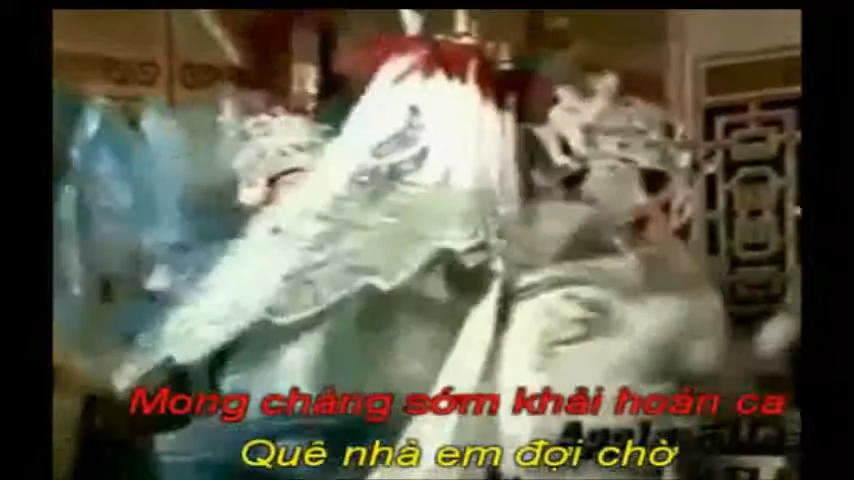 Mong chàng sớm khải hoàn ca
Quê nhà em đợi chờ